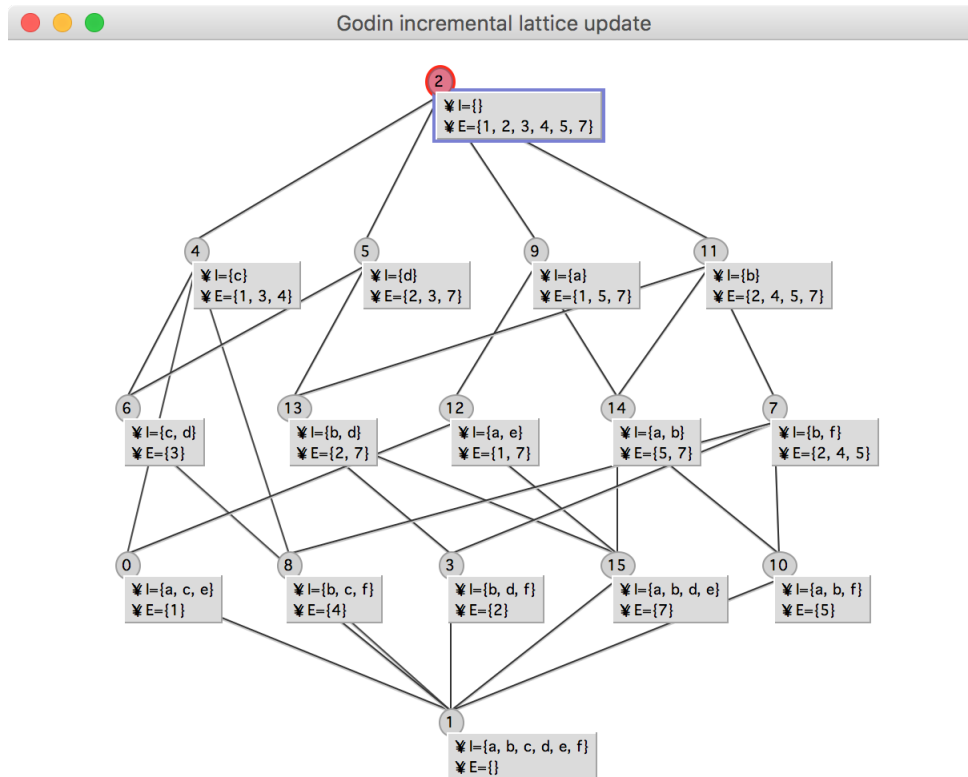 Godin incremental lattice update
2
¥ I={}
¥ E={1, 2, 3, 4, 5, 7}
4
¥ I={c}
¥ E={1, 3, 4}
5
¥ I={d}
¥ E={2, 3, 7}
9
¥ I={a}
¥ E={1, 5, 7}
11
¥ I={b}
¥ E={2, 4, 5, 7}
6
¥ I={c, d}
¥ E={3}
13
¥ I={b, d}
¥ E={2, 7}
12
¥ I={a, e}
¥ E={1, 7}
14
¥ I={a, b}
¥ E={5, 7}
7
¥ I={b, f}
¥ E={2, 4, 5}
0
¥ I={a, c, e}
¥ E={1}
8
¥ I={b, c, f}
¥ E={4}
3
¥ I={b, d, f}
¥ E={2}
15
¥ I={a, b, d, e}
¥ E={7}
10
¥ I={a, b, f}
¥ E={5}
1
¥ I={a, b, c, d, e, f}
¥ E={}